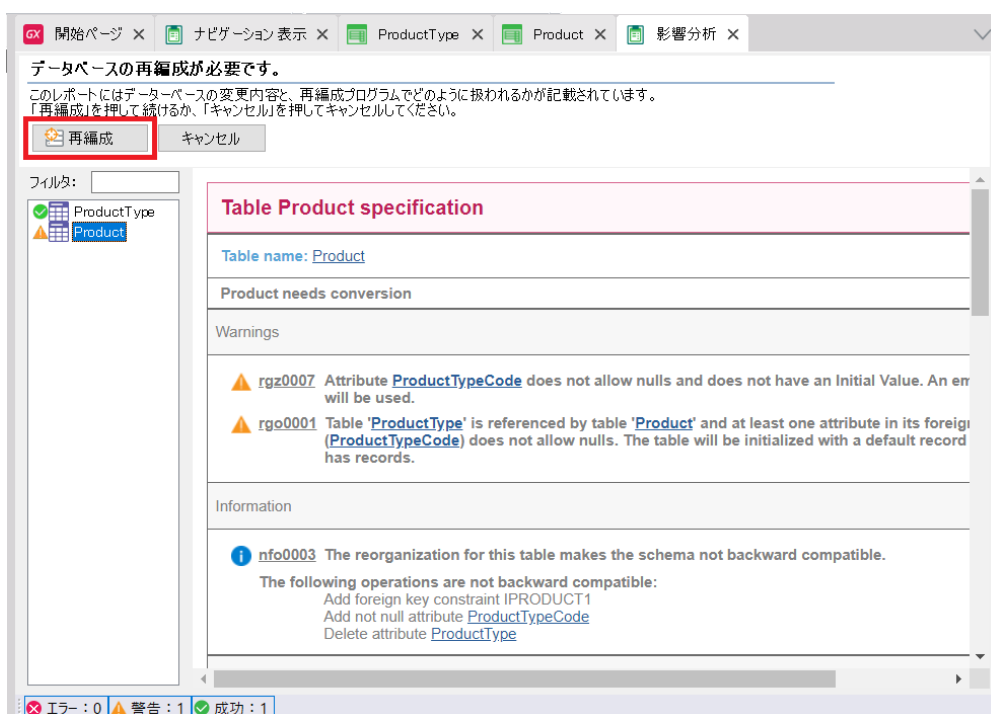 GX 開始ページ × ナビゲーション表示 × ProductType × Product × 影響分析 ×
データベースの再編成が必要です。
このレポートにはデーターベースの変更内容と、再編成プログラムでどのように扱われるかが記載されています。
「再編成」を押して続けるか、「キャンセル」を押してキャンセルしてください。
再編成 キャンセル
フィルタ:
ProductType
Product
Table Product specification
Table name: Product
Product needs conversion
Warnings
rgz0007 Attribute ProductTypeCode does not allow nulls and does not have an Initial Value. An em
will be used.
rgo0001 Table 'ProductType' is referenced by table 'Product' and at least one attribute in its foreig
(ProductTypeCode) does not allow nulls. The table will be initialized with a default record
has records.
Information
nfo0003 The reorganization for this table makes the schema not backward compatible.
The following operations are not backward compatible:
Add foreign key constraint IPRODUCT1
Add not null attribute ProductTypeCode
Delete attribute ProductType
エラー:0 警告:1 成功:1